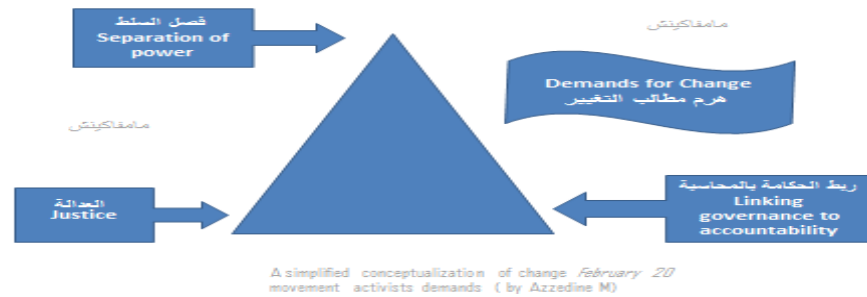 فصل السلط
Separation of
power
مامفاكينش
Demands for Change
هرم مطالب التغيير
مامفاكينش
العدالة
Justice
ربط الحكامة بالمحاسبة
Linking
governance to
accountability
A simplified conceptualization of change February 20
movement activists demands ( by Azzedine M)